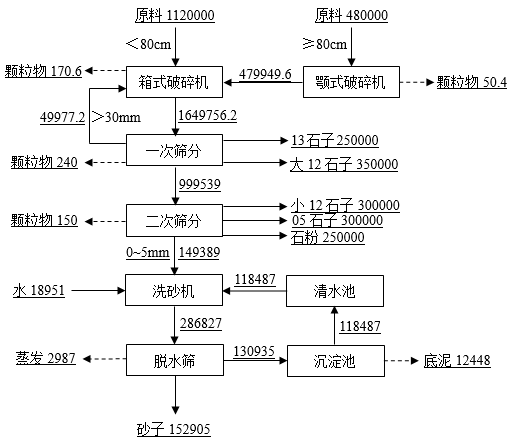 原料 1120000
原料 480000
＜80cm
≥80cm
颗粒物 170.6
箱式破碎机
479949.6
颚式破碎机
颗粒物 50.4
49977.2
＞30mm
1649756.2
13石子 250000
一次筛分
颗粒物 240
大 12 石子 350000
999539
小 12 石子 300000
颗粒物 150
二次筛分
05 石子 300000
石粉 250000
0~5mm
149389
水 18951
洗砂机
118487
清水池
286827
118487
蒸发 2987
脱水筛
130935
沉淀池
底泥 12448
砂子 152905